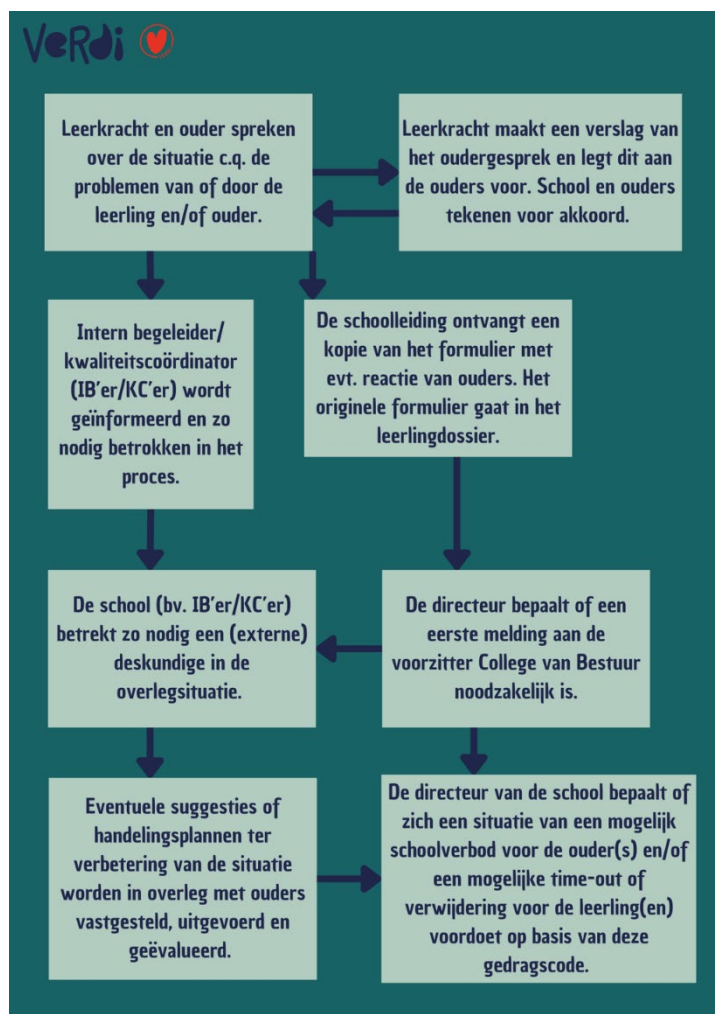 VeRdi
Leerkracht en ouder spreken
over de situatie c.q. de
problemen van of door de
leerling en/of ouder.
Leerkracht maakt een verslag van
het oudergesprek en legt dit aan
de ouders voor. School en ouders
tekenen voor akkoord.
Intern begeleider/
kwaliteitscoördinator
(IB'er/KC'er) wordt
geïnformeerd en zo
nodig betrokken in het
proces.
De schoolleiding ontvangt een
kopie van het formulier met
evt. reactie van ouders. Het
originele formulier gaat in het
leerlingdossier.
De school (bv. IB'er/KC'er)
betrekt zo nodig een (externe)
deskundige in de
overlegsituatie.
De directeur bepaalt of een
eerste melding aan de
voorzitter College van Bestuur
noodzakelijk is.
Eventuele suggesties of
handelingsplannen ter
verbetering van de situatie
worden in overleg met ouders
vastgesteld, uitgevoerd en
geëvalueerd.
De directeur van de school bepaalt of
zich een situatie van een mogelijk
schoolverbod voor de ouder(s) en/of
een mogelijke time-out of
verwijdering voor de leerling(en)
voordoet op basis van deze
gedragscode.